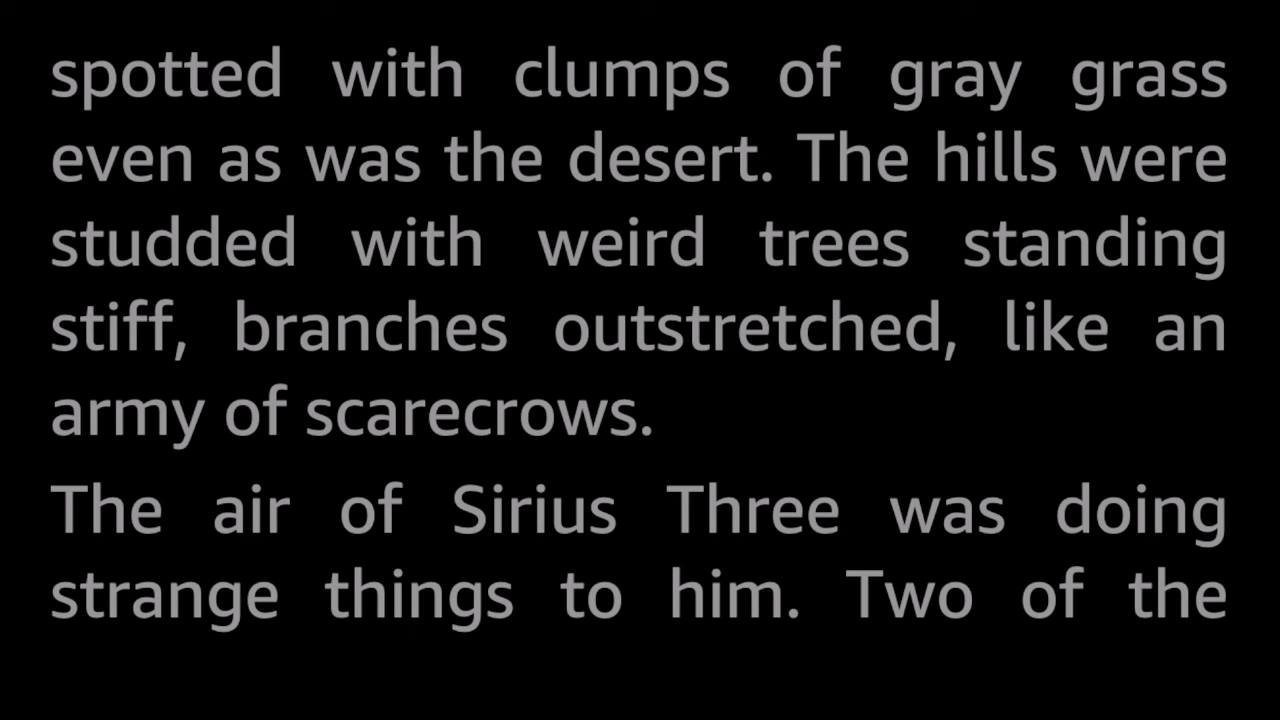 spotted with clumps of gray grass
even as was the desert. The hills were
studded with weird trees standing
stiff, branches outstretched, like an
army of scarecrows.
The air of Sirius Three was doing
strange things to him. Two of the